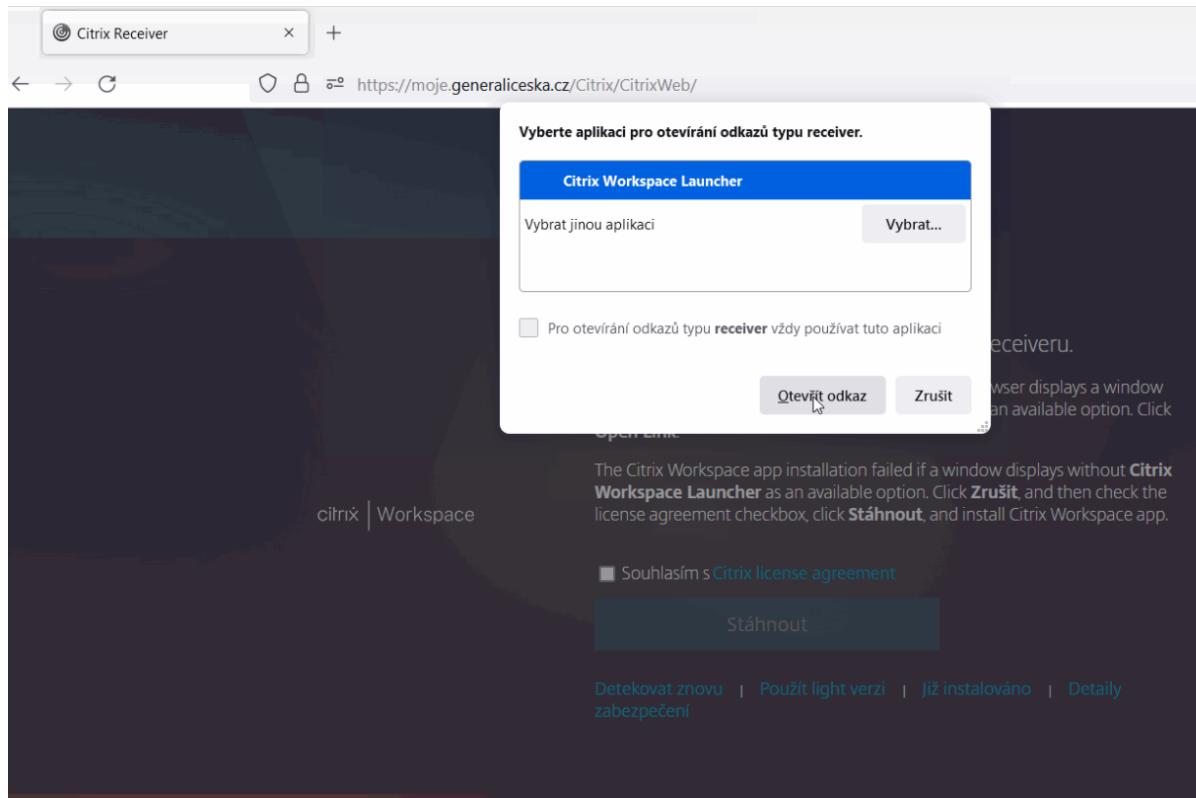 Citrix Receiver
https://moje.generaliceska.cz/Citrix/CitrixWeb/
Vyberte aplikaci pro otevírání odkazů typu receiver.
Citrix Workspace Launcher
Vybrat jinou aplikaci
Vybrat...
Pro otevírání odkazů typu receiver vždy používat tuto aplikaci
Otevřít odkaz
Zrušit
eceiveru.
wser displays a window
an available option. Click
Open Link.
The Citrix Workspace app installation failed if a window displays without Citrix
Workspace Launcher as an available option. Click Zrušit, and then check the
license agreement checkbox, click Stáhnout, and install Citrix Workspace app.
citrix | Workspace
Souhlasím s Citrix license agreement
Stáhnout
Detekovat znovu | Použít light verzi | Již instalováno | Detaily
zabezpečení